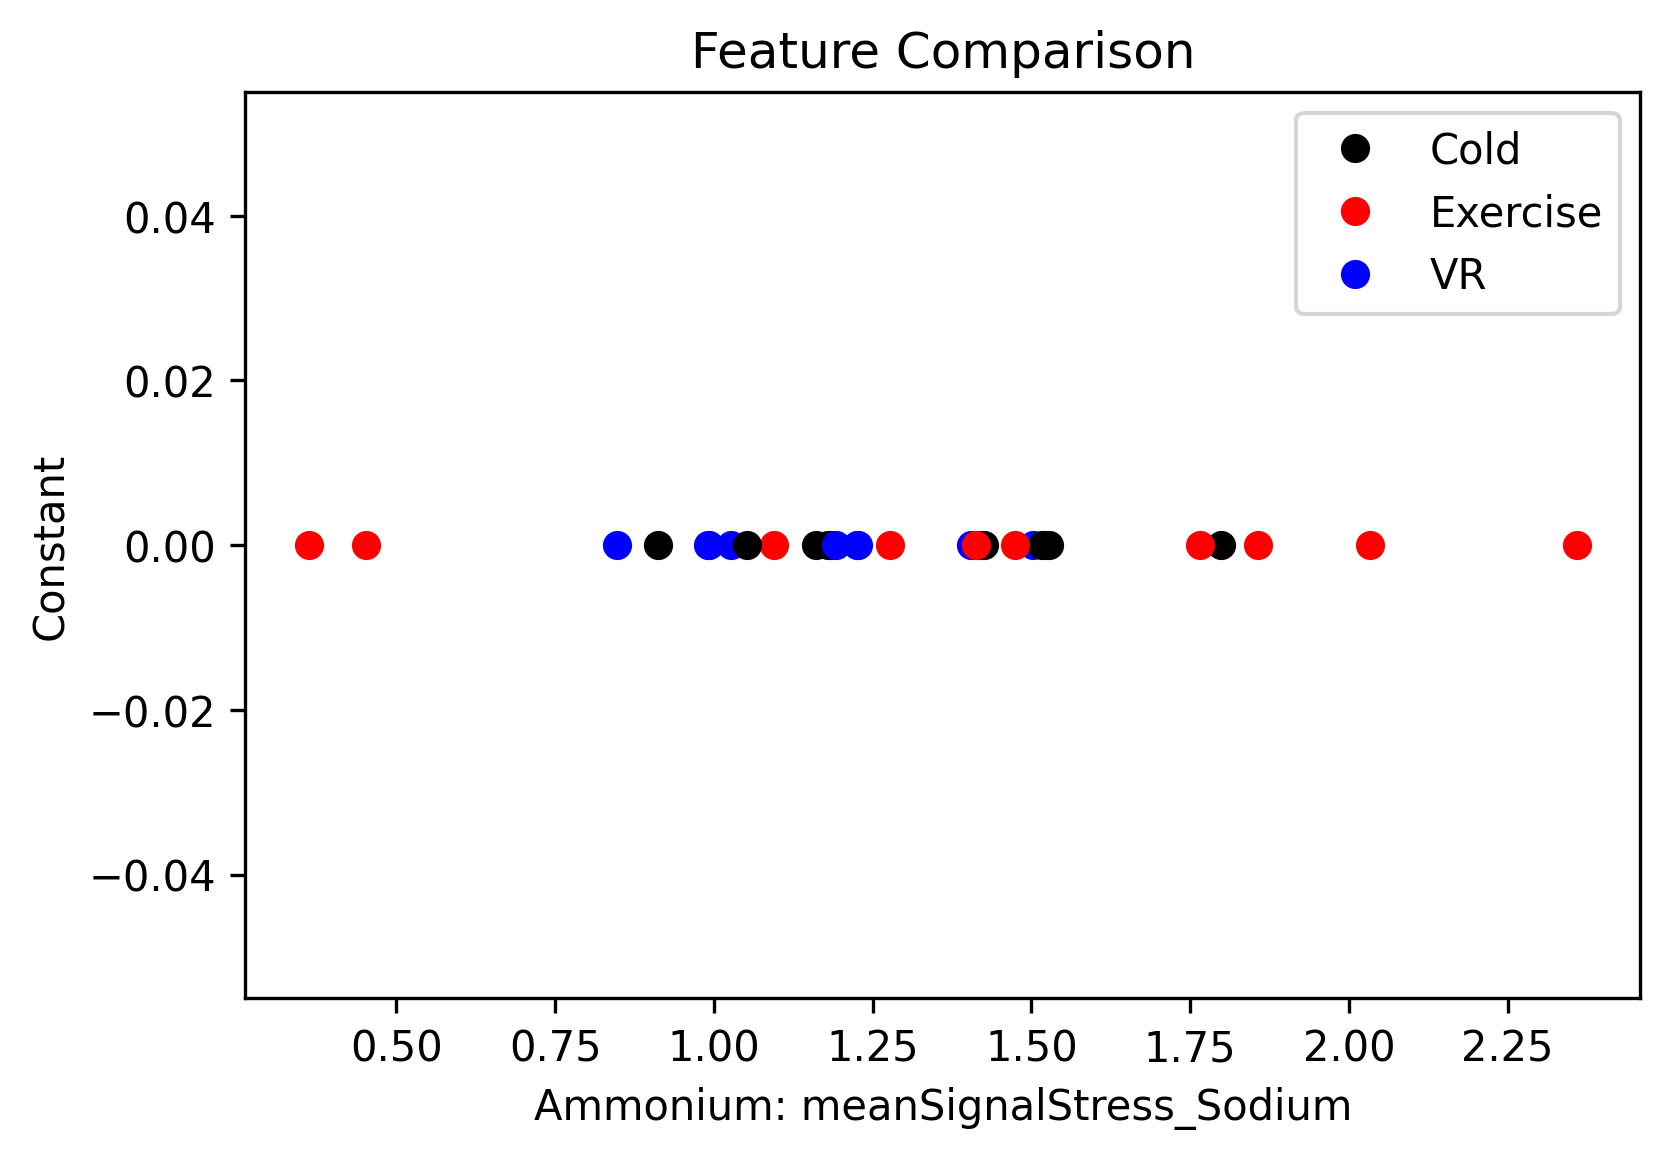 Feature Comparison
Cold
Exercise
VR
0.04
0.02
0.00
−0.02
−0.04
Constant
0.50 0.75 1.00 1.25 1.50 1.75 2.00 2.25
Ammonium: meanSignalStress_Sodium